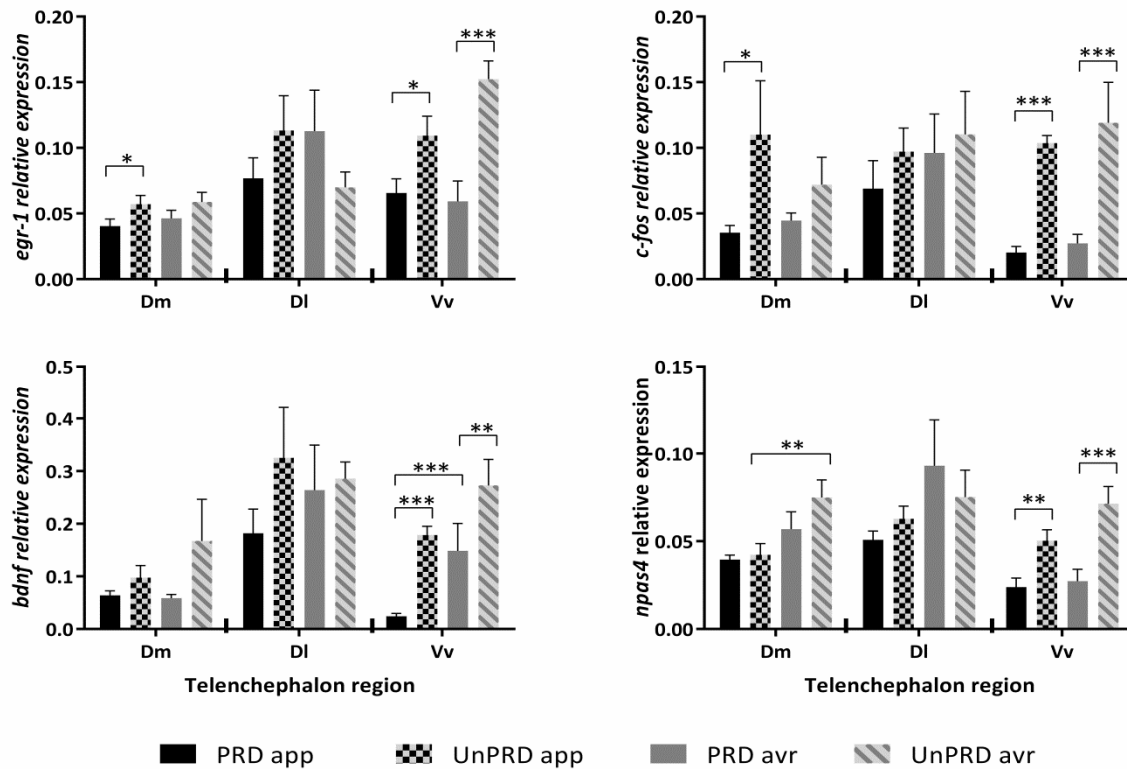 egr-1 relative expression
0.20
0.15
0.10
0.05
0.00
*
*
***
Dm Dl Vv
c-fos relative expression
0.20
0.15
0.10
0.05
0.00
*
***
***
Dm Dl Vv
bdnf relative expression
0.5
0.4
0.3
0.2
0.1
0.0
***
***
**
Dm Dl Vv
Telenchephalon region
npas4 relative expression
0.15
0.10
0.05
0.00
**
**
***
Dm Dl Vv
Telenchephalon region
PRD app UnPRD app PRD avr UnPRD avr